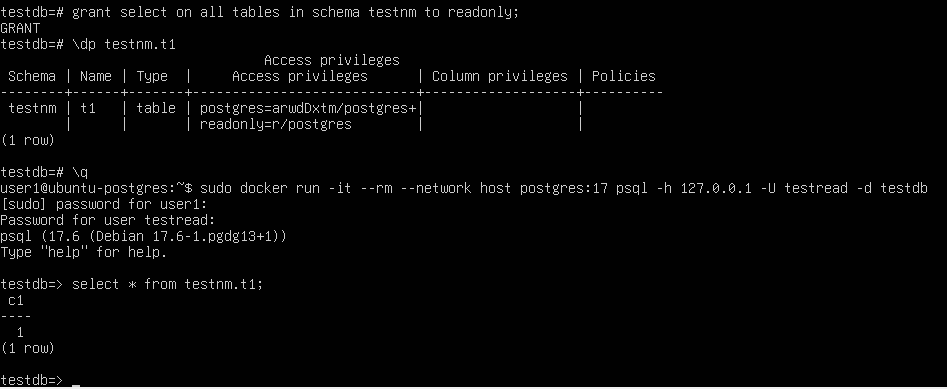 testdb=# grant select on all tables in schema testnm to readonly;
GRANT
testdb=# \dp testnm.t1
                                 Access privileges
 Schema | Name | Type  |     Access privileges      | Column privileges | Policies
--------+------+-------+----------------------------+-------------------+----------
 testnm | t1   | table | postgres=arwdDxtm/postgres+|                   |
        |      |       | readonly=r/postgres        |                   |
(1 row)

testdb=# \q
user1@ubuntu-postgres:~$ sudo docker run -it --rm --network host postgres:17 psql -h 127.0.0.1 -U testread -d testdb
[sudo] password for user1:
Password for user testread:
psql (17.6 (Debian 17.6-1.pgdg13+1))
Type "help" for help.

testdb=> select * from testnm.t1;
 c1
----
  1
(1 row)

testdb=> _